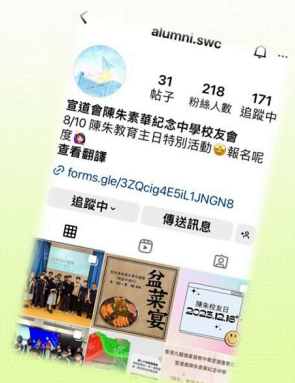 alumni.swc
31
帖子
218
粉絲人數
171
追蹤中
宣道會陳朱素華紀念中學校友會
8/10 陳朱教育主日特別活動🤩報名呢
度🙋🏻‍♀️
查看翻譯
forms.gle/3ZQcig4E5iL1JNGN8
追蹤中
傳送訊息
盆菜宴
陳朱校友日
2023.12.16